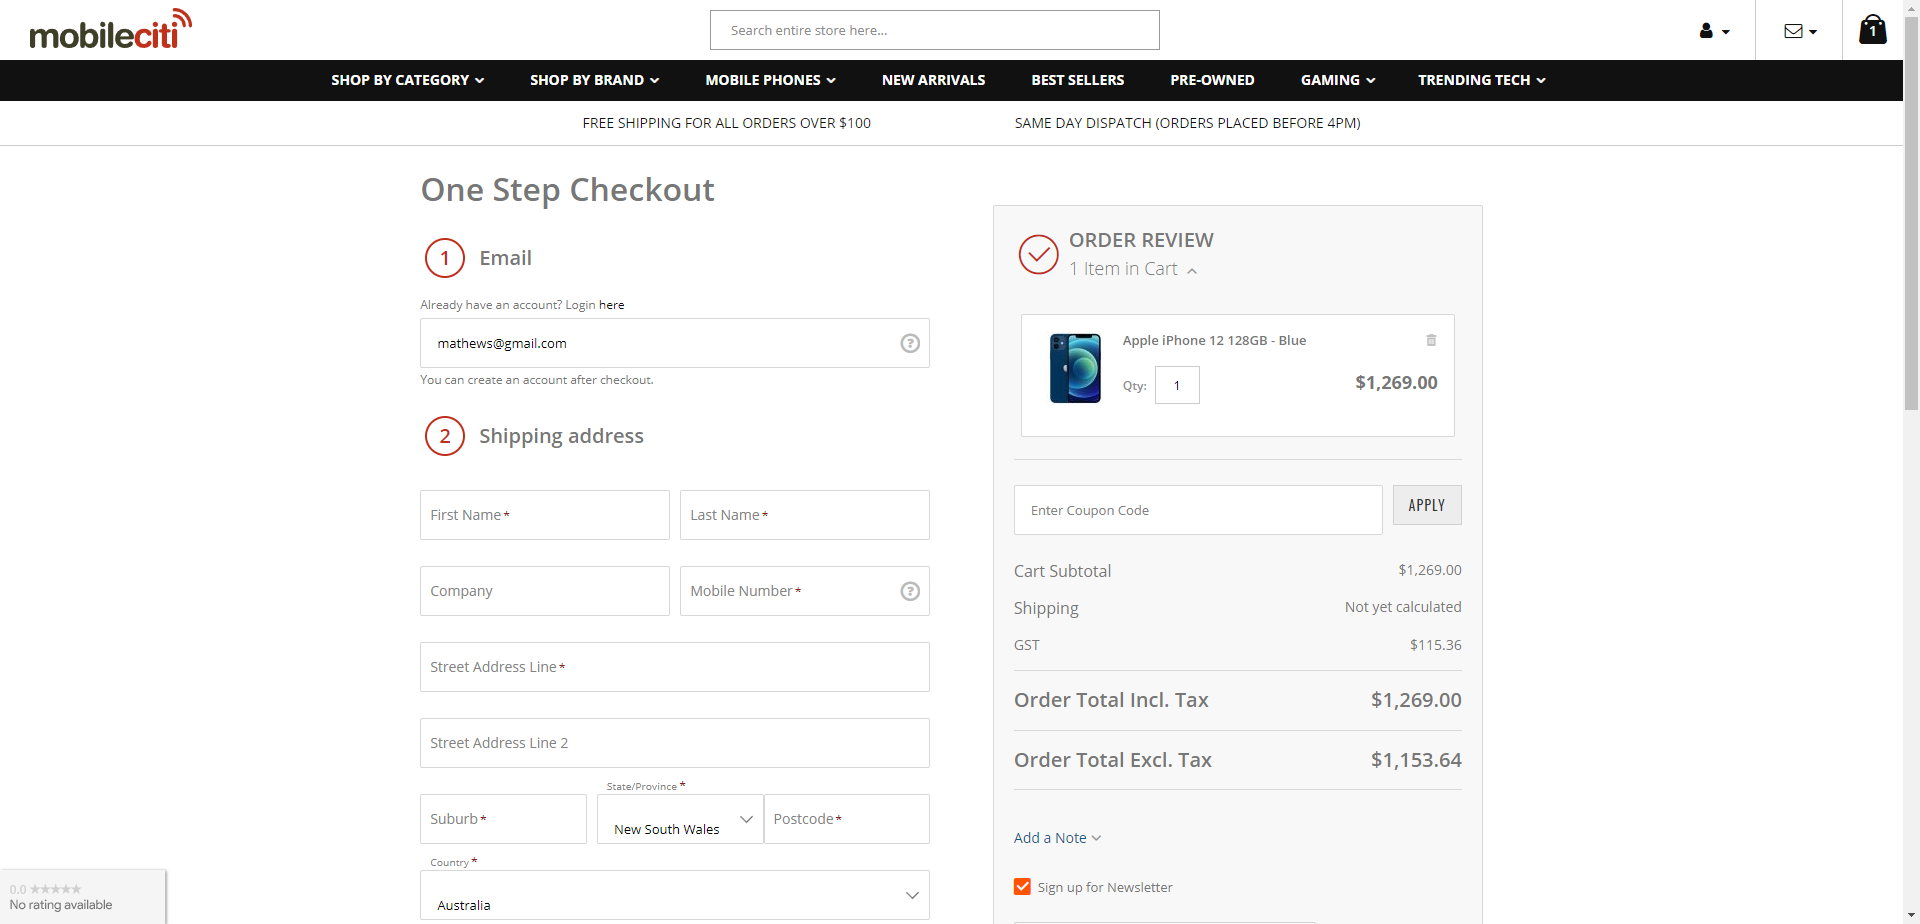 mobileciti
Search entire store here...
1
SHOP BY CATEGORY
SHOP BY BRAND
MOBILE PHONES
NEW ARRIVALS
BEST SELLERS
PRE-OWNED
GAMING
TRENDING TECH
FREE SHIPPING FOR ALL ORDERS OVER $100
SAME DAY DISPATCH (ORDERS PLACED BEFORE 4PM)
One Step Checkout
1 Email
Already have an account? Login here
mathews@gmail.com
?
You can create an account after checkout.
2 Shipping address
First Name *
Last Name *
Company
Mobile Number *
?
Street Address Line *
Street Address Line 2
Suburb *
State/Province *
New South Wales
Postcode *
Country *
Australia
ORDER REVIEW
1 Item in Cart
Apple iPhone 12 128GB - Blue
Qty: 1
$1,269.00
Enter Coupon Code
APPLY
Cart Subtotal $1,269.00
Shipping Not yet calculated
GST $115.36
Order Total Incl. Tax $1,269.00
Order Total Excl. Tax $1,153.64
Add a Note
Sign up for Newsletter
0.0 ★★★★★
No rating available